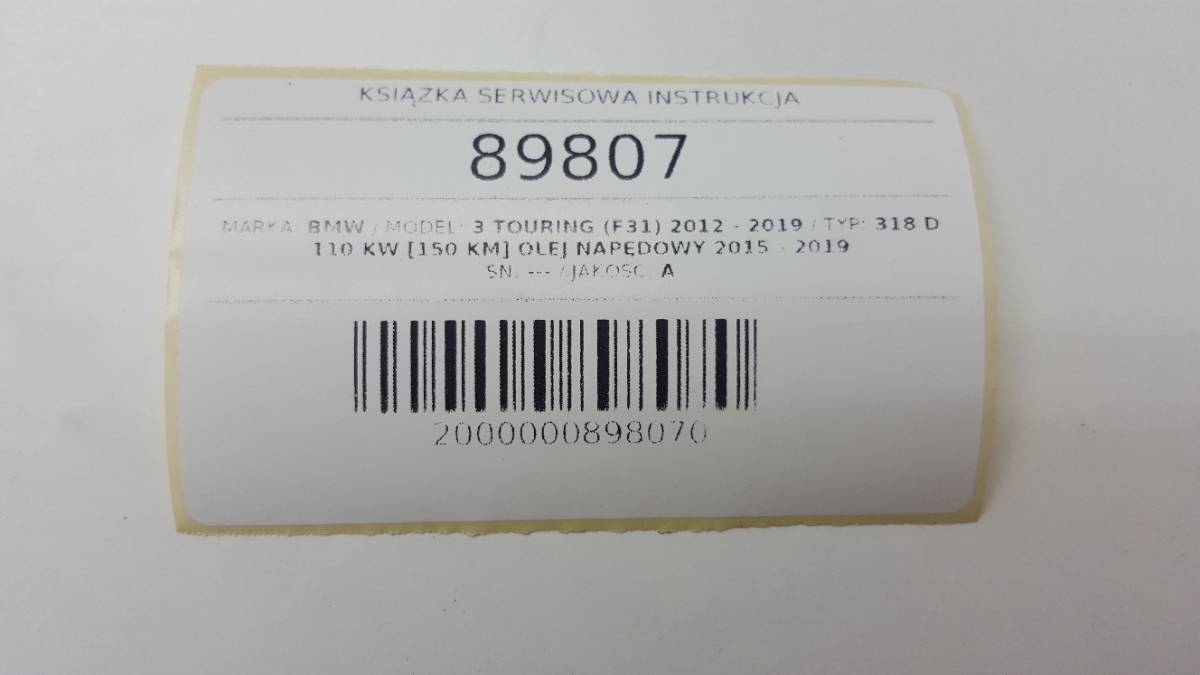 KSIĄZKA SERWISOWA INSTRUKCJA
89807
MARKA: BMW / MODEL: 3 TOURING (F31) 2012 - 2019 / TYP: 318 D
110 KW [150 KM] OLEJ NAPĘDOWY 2015 - 2019
SN: --- / JAKOŚĆ: A
2000000898070